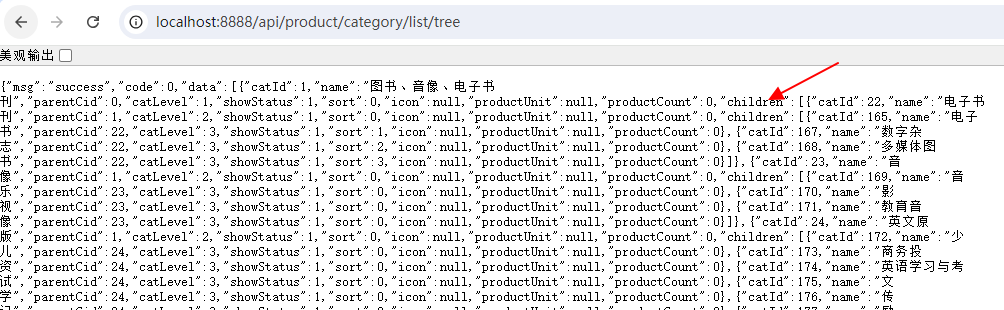 localhost:8888/api/product/category/list/tree
美观输出
{"msg":"success","code":0,"data":[{"catId":1,"name":"图书、音像、电子书
刊","parentCid":0,"catLevel":1,"showStatus":1,"sort":0,"icon":null,"productUnit":null,"productCount":0,"children":[{"catId":22,"name":"电子书
刊","parentCid":1,"catLevel":2,"showStatus":1,"sort":0,"icon":null,"productUnit":null,"productCount":0,"children":[{"catId":165,"name":"电子
书","parentCid":22,"catLevel":3,"showStatus":1,"sort":1,"icon":null,"productUnit":null,"productCount":0},{"catId":167,"name":"数字杂
志","parentCid":22,"catLevel":3,"showStatus":1,"sort":2,"icon":null,"productUnit":null,"productCount":0},{"catId":168,"name":"多媒体图
书","parentCid":22,"catLevel":3,"showStatus":1,"sort":3,"icon":null,"productUnit":null,"productCount":0}]},{"catId":23,"name":"音
像","parentCid":1,"catLevel":2,"showStatus":1,"sort":0,"icon":null,"productUnit":null,"productCount":0,"children":[{"catId":169,"name":"音
乐","parentCid":23,"catLevel":3,"showStatus":1,"sort":0,"icon":null,"productUnit":null,"productCount":0},{"catId":170,"name":"影
视","parentCid":23,"catLevel":3,"showStatus":1,"sort":0,"icon":null,"productUnit":null,"productCount":0},{"catId":171,"name":"教育音
像","parentCid":23,"catLevel":3,"showStatus":1,"sort":0,"icon":null,"productUnit":null,"productCount":0}]},{"catId":24,"name":"英文原
版","parentCid":1,"catLevel":2,"showStatus":1,"sort":0,"icon":null,"productUnit":null,"productCount":0,"children":[{"catId":172,"name":"少
儿","parentCid":24,"catLevel":3,"showStatus":1,"sort":0,"icon":null,"productUnit":null,"productCount":0},{"catId":173,"name":"商务投
资","parentCid":24,"catLevel":3,"showStatus":1,"sort":0,"icon":null,"productUnit":null,"productCount":0},{"catId":174,"name":"英语学习与考
试","parentCid":24,"catLevel":3,"showStatus":1,"sort":0,"icon":null,"productUnit":null,"productCount":0},{"catId":175,"name":"文
学","parentCid":24,"catLevel":3,"showStatus":1,"sort":0,"icon":null,"productUnit":null,"productCount":0},{"catId":176,"name":"传